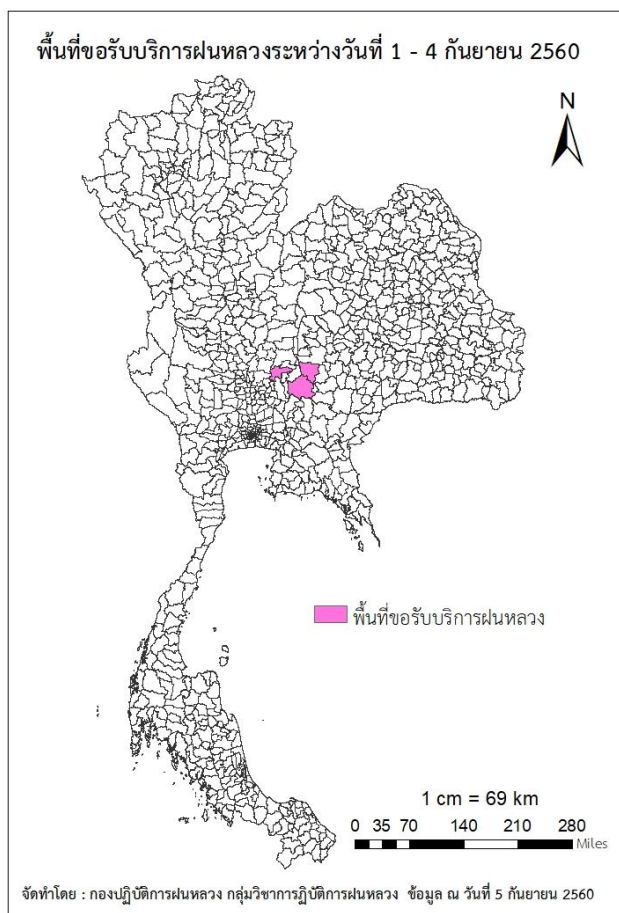 พื้นที่ขอรับบริการฝนหลวงระหว่างวันที่ 1 - 4 กันยายน 2560
N
พื้นที่ขอรับบริการฝนหลวง
1 cm = 69 km
0 35 70 140 210 280
Miles
จัดทำโดย : กองปฏิบัติการฝนหลวง กลุ่มวิชาการฏิบัติการฝนหลวง ข้อมูล ณ วันที่ 5 กันยายน 2560